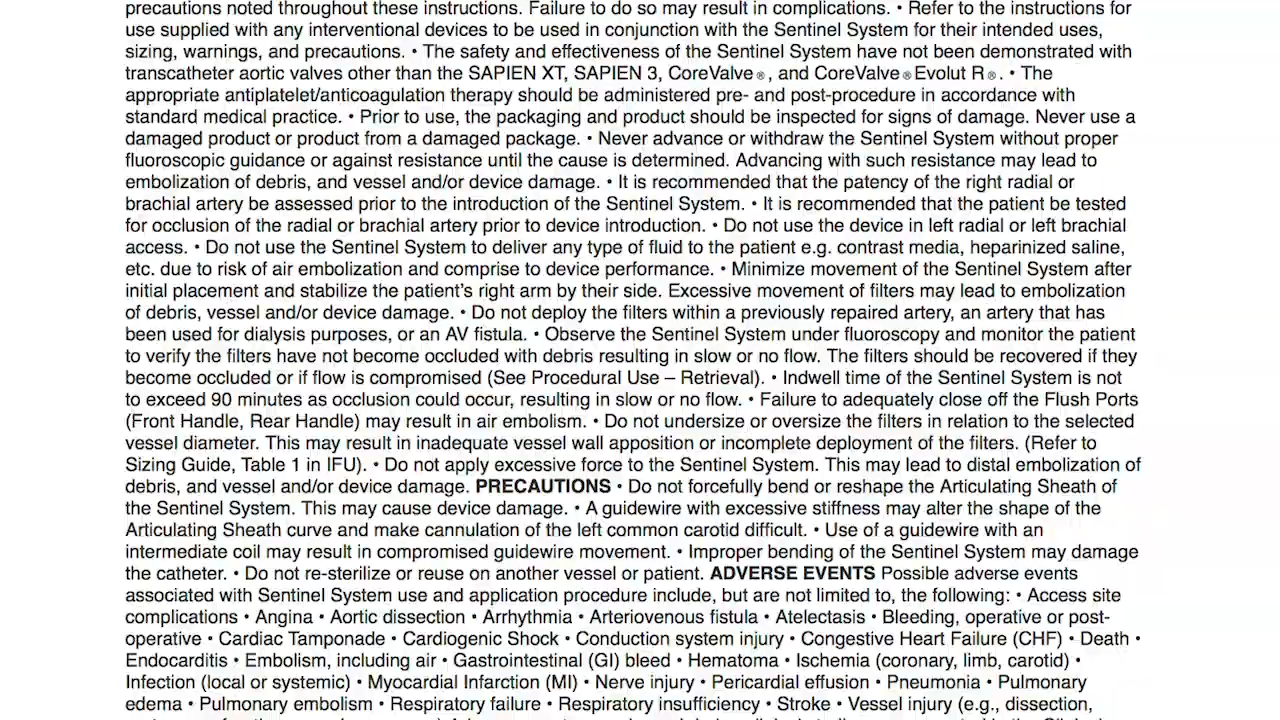 precautions noted throughout these instructions. Failure to do so may result in complications. • Refer to the instructions for
use supplied with any interventional devices to be used in conjunction with the Sentinel System for their intended uses,
sizing, warnings, and precautions. • The safety and effectiveness of the Sentinel System have not been demonstrated with
transcatheter aortic valves other than the SAPIEN XT, SAPIEN 3, CoreValve®, and CoreValve®Evolut R®. • The
appropriate antiplatelet/anticoagulation therapy should be administered pre- and post-procedure in accordance with
standard medical practice. • Prior to use, the packaging and product should be inspected for signs of damage. Never use a
damaged product or product from a damaged package. • Never advance or withdraw the Sentinel System without proper
fluoroscopic guidance or against resistance until the cause is determined. Advancing with such resistance may lead to
embolization of debris, and vessel and/or device damage. • It is recommended that the patency of the right radial or
brachial artery be assessed prior to the introduction of the Sentinel System. • It is recommended that the patient be tested
for occlusion of the radial or brachial artery prior to device introduction. • Do not use the device in left radial or left brachial
access. • Do not use the Sentinel System to deliver any type of fluid to the patient e.g. contrast media, heparinized saline,
etc. due to risk of air embolization and comprise to device performance. • Minimize movement of the Sentinel System after
initial placement and stabilize the patient's right arm by their side. Excessive movement of filters may lead to embolization
of debris, vessel and/or device damage. • Do not deploy the filters within a previously repaired artery, an artery that has
been used for dialysis purposes, or an AV fistula. • Observe the Sentinel System under fluoroscopy and monitor the patient
to verify the filters have not become occluded with debris resulting in slow or no flow. The filters should be recovered if they
become occluded or if flow is compromised (See Procedural Use – Retrieval). • Indwell time of the Sentinel System is not
to exceed 90 minutes as occlusion could occur, resulting in slow or no flow. • Failure to adequately close off the Flush Ports
(Front Handle, Rear Handle) may result in air embolism. • Do not undersize or oversize the filters in relation to the selected
vessel diameter. This may result in inadequate vessel wall apposition or incomplete deployment of the filters. (Refer to
Sizing Guide, Table 1 in IFU). • Do not apply excessive force to the Sentinel System. This may lead to distal embolization of
debris, and vessel and/or device damage. PRECAUTIONS • Do not forcefully bend or reshape the Articulating Sheath of
the Sentinel System. This may cause device damage. • A guidewire with excessive stiffness may alter the shape of the
Articulating Sheath curve and make cannulation of the left common carotid difficult. • Use of a guidewire with an
intermediate coil may result in compromised guidewire movement. • Improper bending of the Sentinel System may damage
the catheter. • Do not re-sterilize or reuse on another vessel or patient. ADVERSE EVENTS Possible adverse events
associated with Sentinel System use and application procedure include, but are not limited to, the following: • Access site
complications • Angina • Aortic dissection • Arrhythmia • Arteriovenous fistula • Atelectasis • Bleeding, operative or post-
operative • Cardiac Tamponade • Cardiogenic Shock • Conduction system injury • Congestive Heart Failure (CHF) • Death •
Endocarditis • Embolism, including air • Gastrointestinal (GI) bleed • Hematoma • Ischemia (coronary, limb, carotid) •
Infection (local or systemic) • Myocardial Infarction (MI) • Nerve injury • Pericardial effusion • Pneumonia • Pulmonary
edema • Pulmonary embolism • Respiratory failure • Respiratory insufficiency • Stroke • Vessel injury (e.g., dissection,